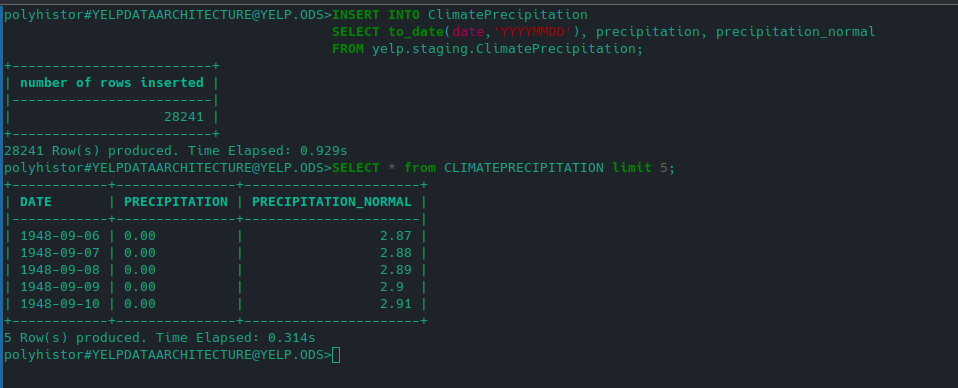 polyhistor#YELPDATAARCHITECTURE@YELP.ODS>INSERT INTO ClimatePrecipitation
                                         SELECT to_date(date,'YYYYMMDD'), precipitation, precipitation_normal
                                         FROM yelp.staging.ClimatePrecipitation;
+-------------------------+
| number of rows inserted |
|-------------------------|
|                   28241 |
+-------------------------+
28241 Row(s) produced. Time Elapsed: 0.929s
polyhistor#YELPDATAARCHITECTURE@YELP.ODS>SELECT * from CLIMATEPRECIPITATION limit 5;
+------------+---------------+----------------------+
| DATE       | PRECIPITATION | PRECIPITATION_NORMAL |
|------------+---------------+----------------------|
| 1948-09-06 | 0.00          |                 2.87 |
| 1948-09-07 | 0.00          |                 2.88 |
| 1948-09-08 | 0.00          |                 2.89 |
| 1948-09-09 | 0.00          |                 2.9  |
| 1948-09-10 | 0.00          |                 2.91 |
+------------+---------------+----------------------+
5 Row(s) produced. Time Elapsed: 0.314s
polyhistor#YELPDATAARCHITECTURE@YELP.ODS>